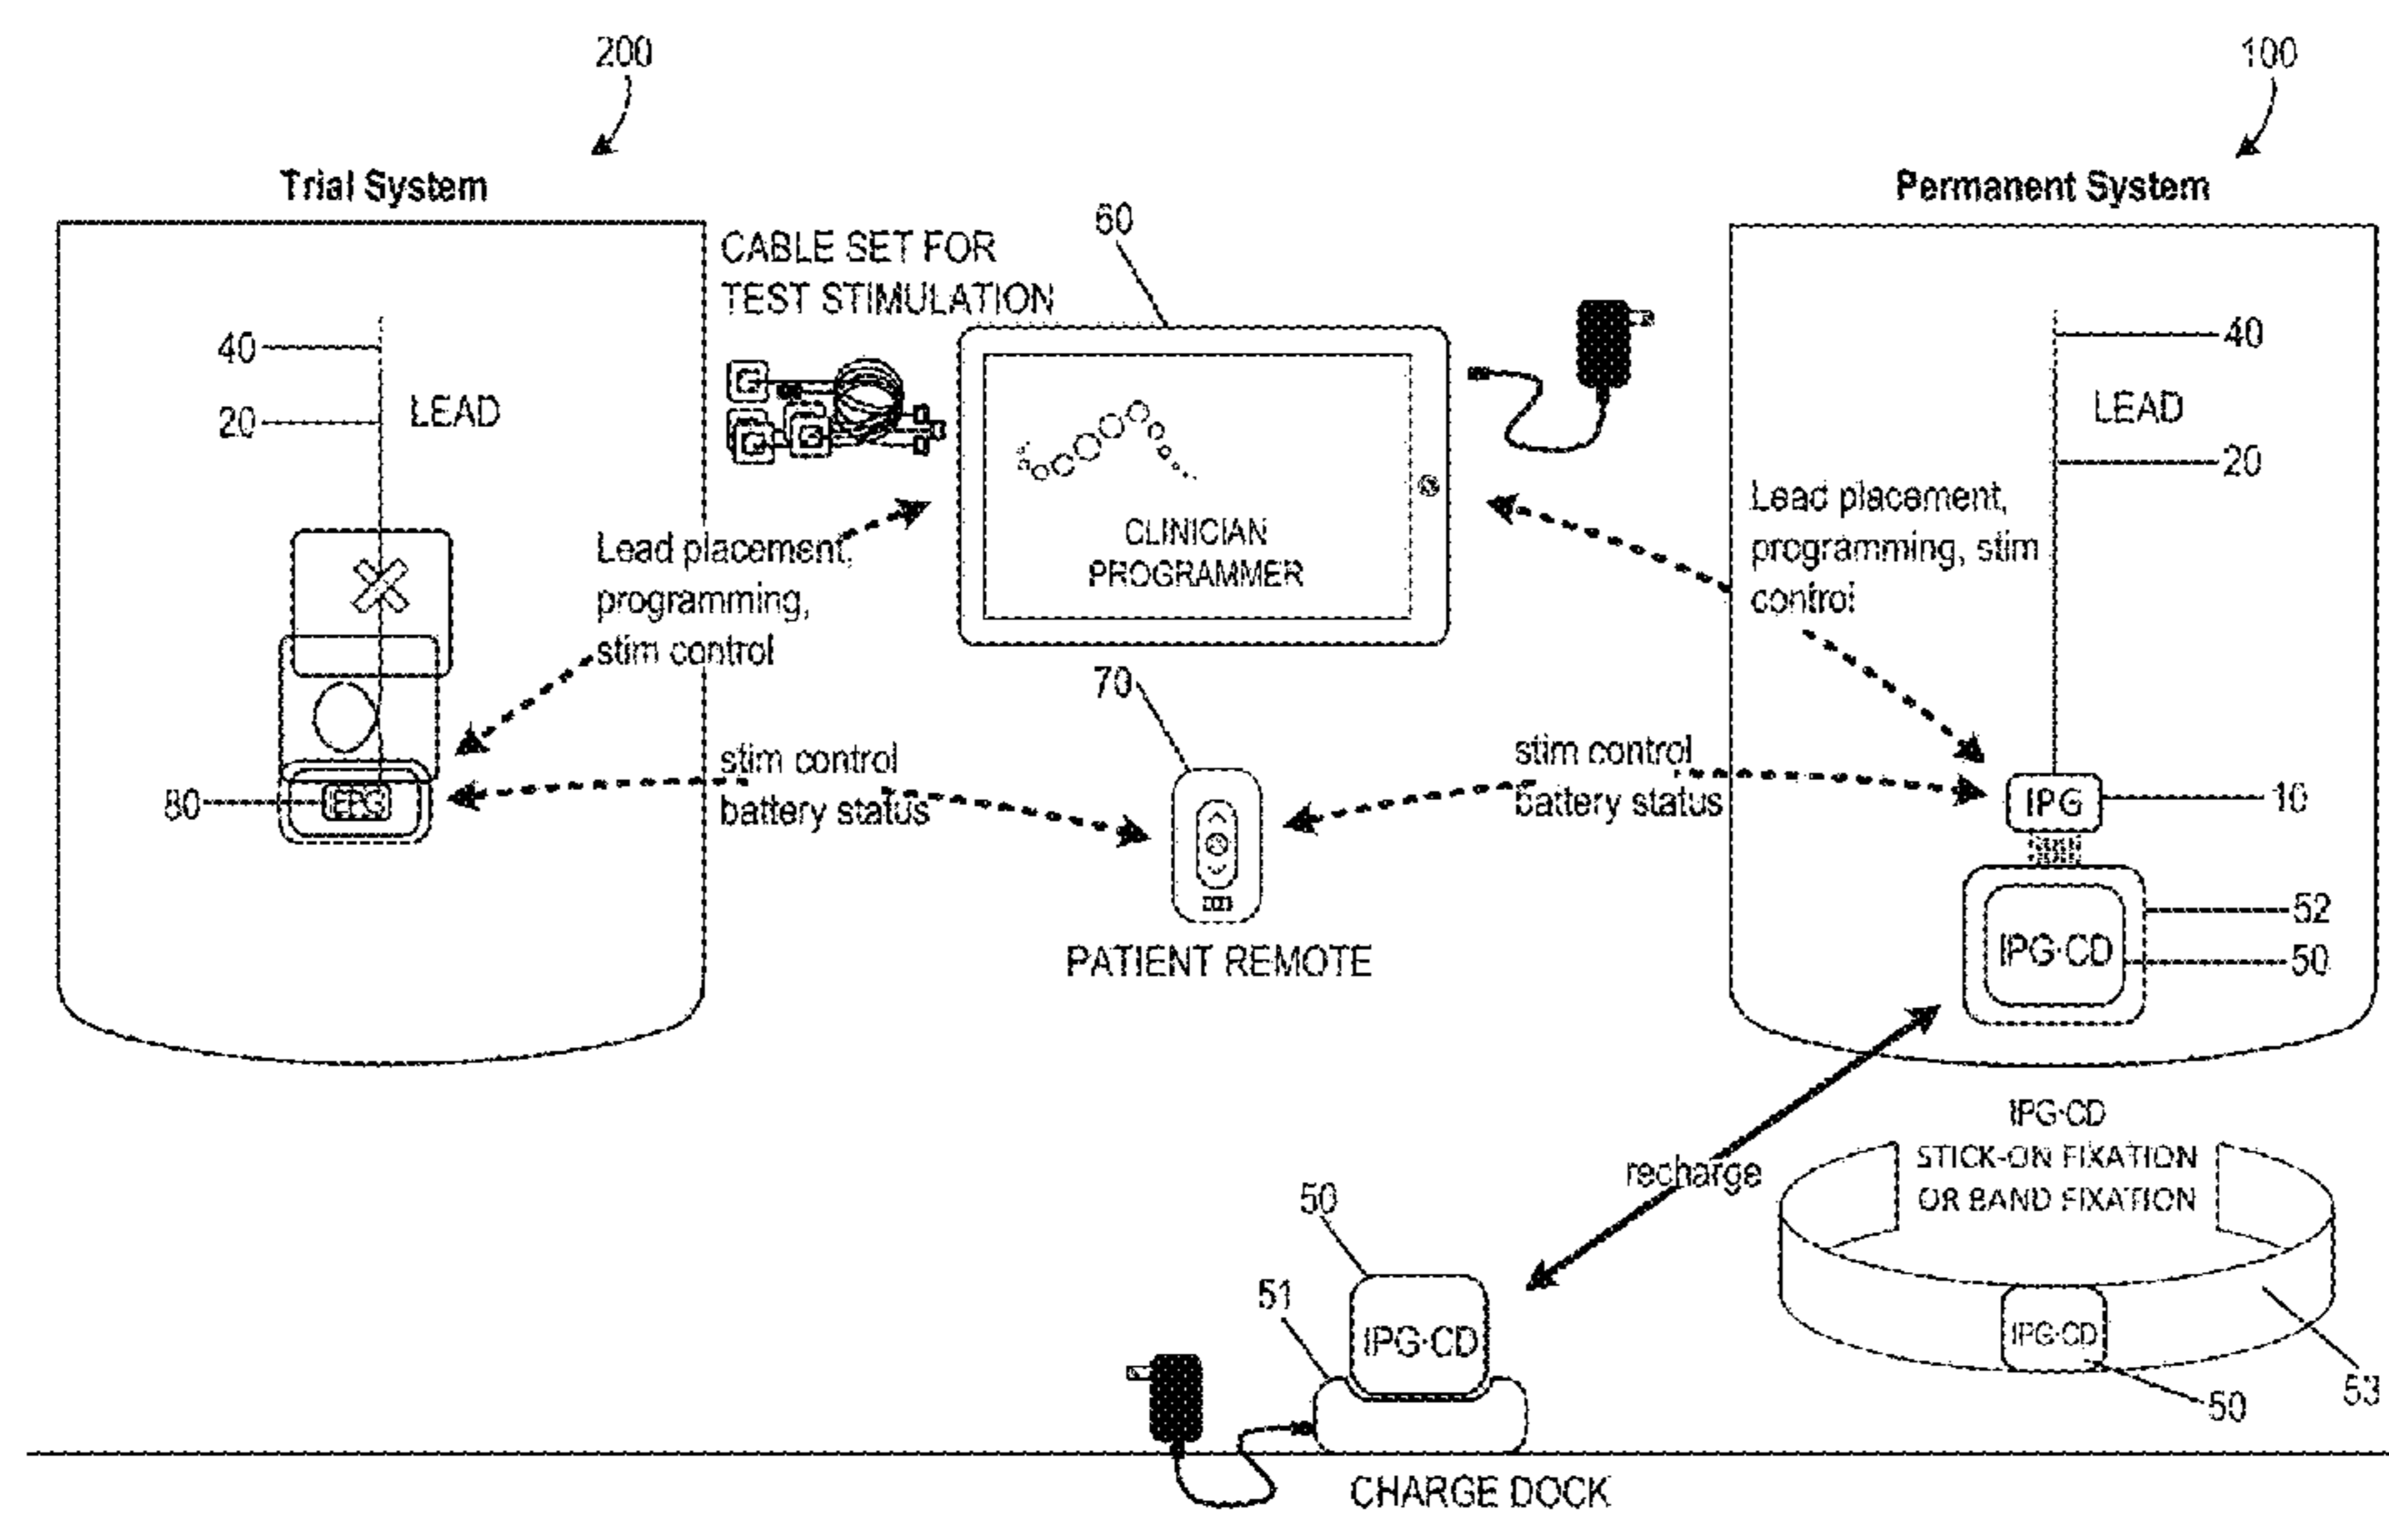 200
100
Trial System
Permanent System
CABLE SET FOR
TEST STIMULATION
60
40
20
LEAD
40
LEAD
20
Lead placement,
programming,
stim control
CLINICIAN
PROGRAMMER
Lead placement,
programming, stim
control
70
stim control
battery status
stim control
battery status
80
EPG
IPG
10
PATIENT REMOTE
IPG·CD
52
50
recharge
IPG·CD
STICK-ON FIXATION
OR BAND FIXATION
50
51
IPG·CD
IPG·CD
50
53
CHARGE DOCK